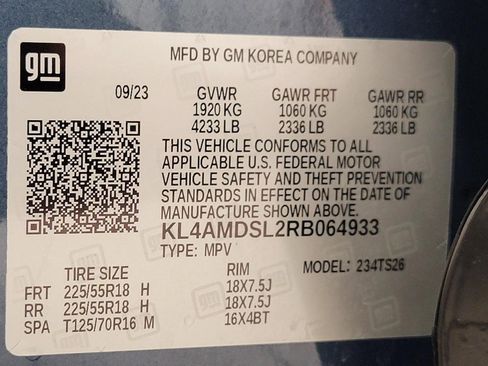 gm
MFD BY GM KOREA COMPANY
09/23 GVWR GAWR FRT GAWR RR
1920 KG 1060 KG 1060 KG
4233 LB 2336 LB 2336 LB
THIS VEHICLE CONFORMS TO ALL
APPLICABLE U.S. FEDERAL MOTOR
VEHICLE SAFETY AND THEFT PREVENTION
STANDARDS IN EFFECT ON THE DATE OF
MANUFACTURE SHOWN ABOVE.
KL4AMDSL2RB064933
TYPE: MPV
TIRE SIZE RIM MODEL: 234TS26
FRT 225/55R18 H 18X7.5J
RR 225/55R18 H 18X7.5J
SPA T125/70R16 M 16X4BT